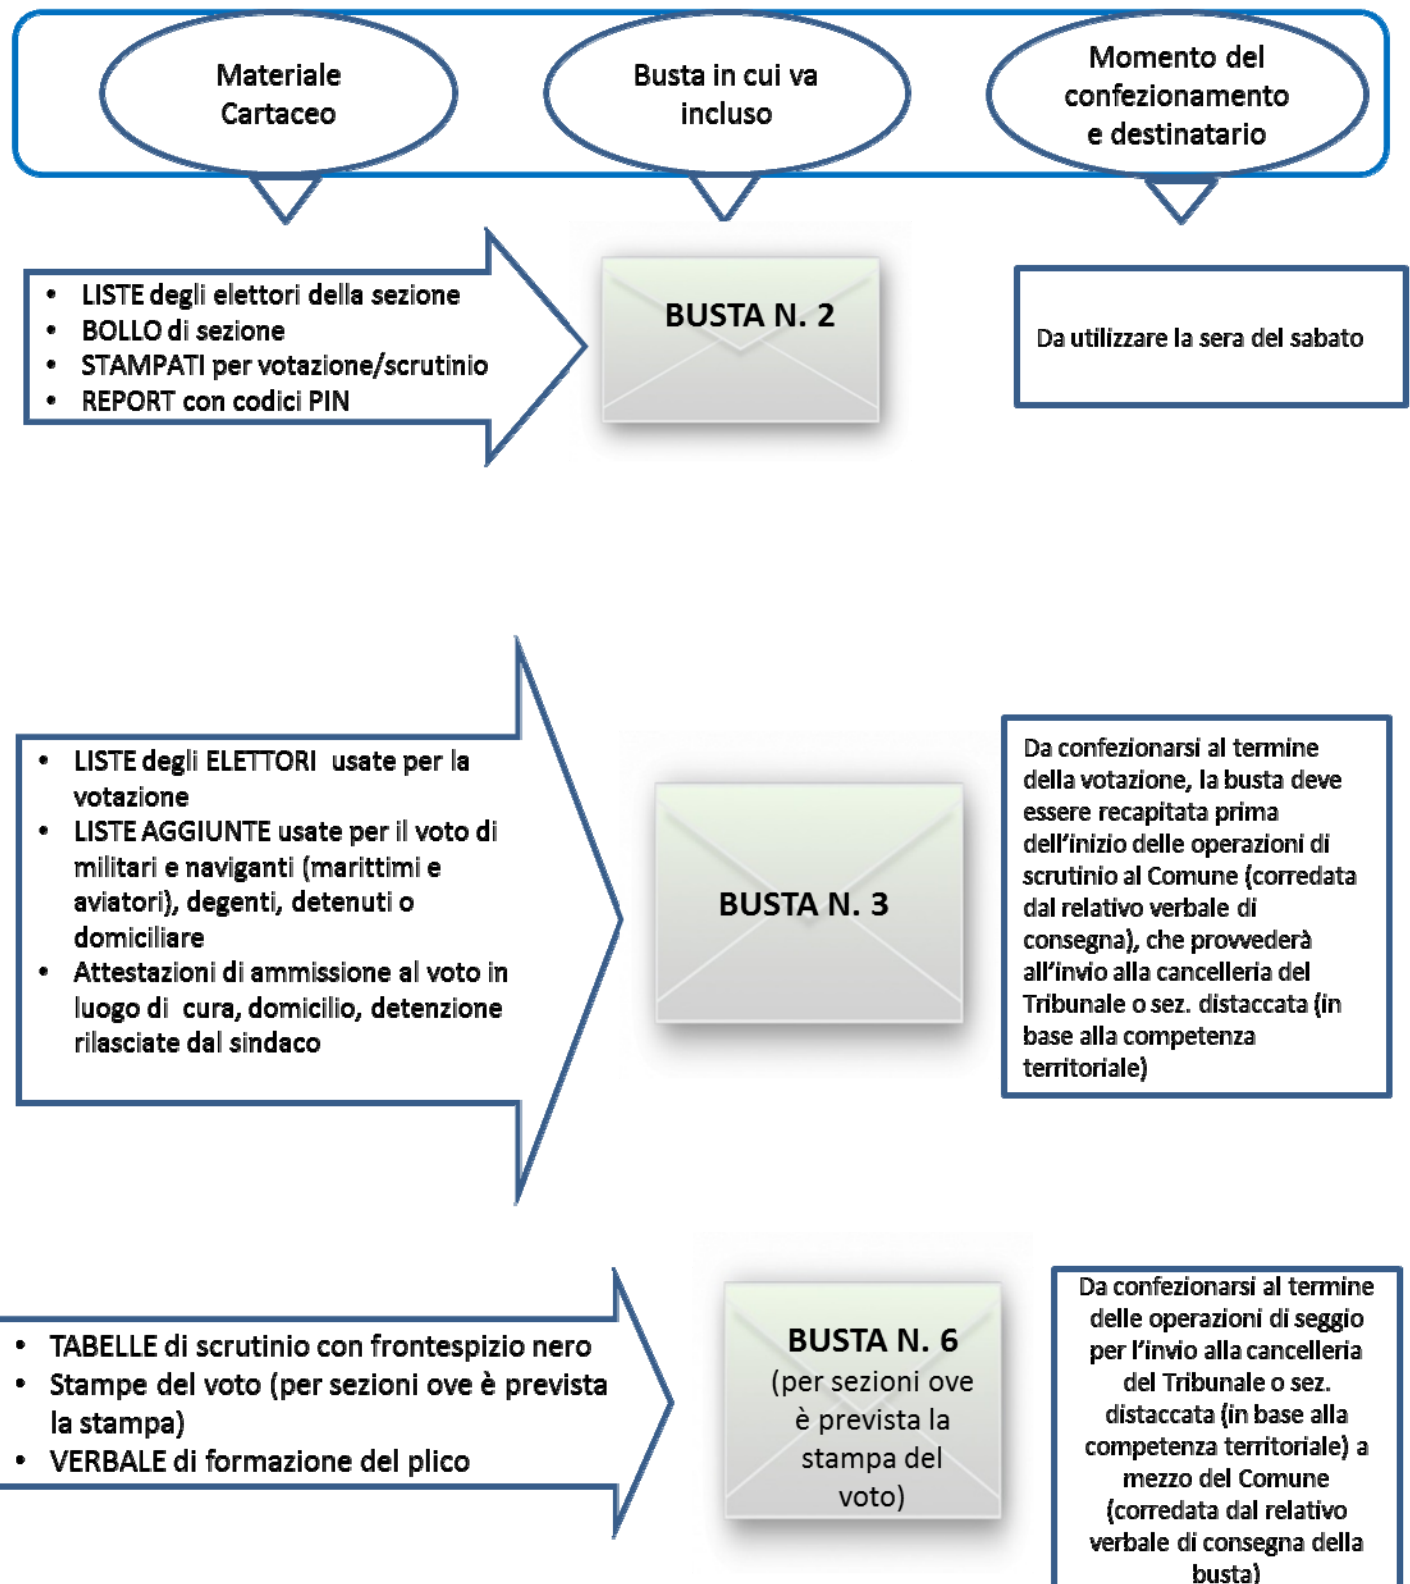 Materiale
Cartaceo
Busta in cui va
incluso
Momento del
confezionamento
e destinatario
• LISTE degli elettori della sezione
• BOLLO di sezione
• STAMPATI per votazione/scrutinio
• REPORT con codici PIN
BUSTA N. 2
Da utilizzare la sera del sabato
• LISTE degli ELETTORI usate per la
votazione
• LISTE AGGIUNTE usate per il voto di
militari e naviganti (marittimi e
aviatori), degenti, detenuti o
domiciliare
• Attestazioni di ammissione al voto in
luogo di cura, domicilio, detenzione
rilasciate dal sindaco
BUSTA N. 3
Da confezionarsi al termine
della votazione, la busta deve
essere recapitata prima
dell'inizio delle operazioni di
scrutinio al Comune (corredata
dal relativo verbale di
consegna), che provvederà
all'invio alla cancelleria del
Tribunale o sez. distaccata (in
base alla competenza
territoriale)
• TABELLE di scrutinio con frontespizio nero
• Stampe del voto (per sezioni ove è prevista
la stampa)
• VERBALE di formazione del plico
BUSTA N. 6
(per sezioni ove
è prevista la
stampa del
voto)
Da confezionarsi al termine
delle operazioni di seggio
per l'invio alla cancelleria
del Tribunale o sez.
distaccata (in base alla
competenza territoriale) a
mezzo del Comune
(corredata dal relativo
verbale di consegna della
busta)